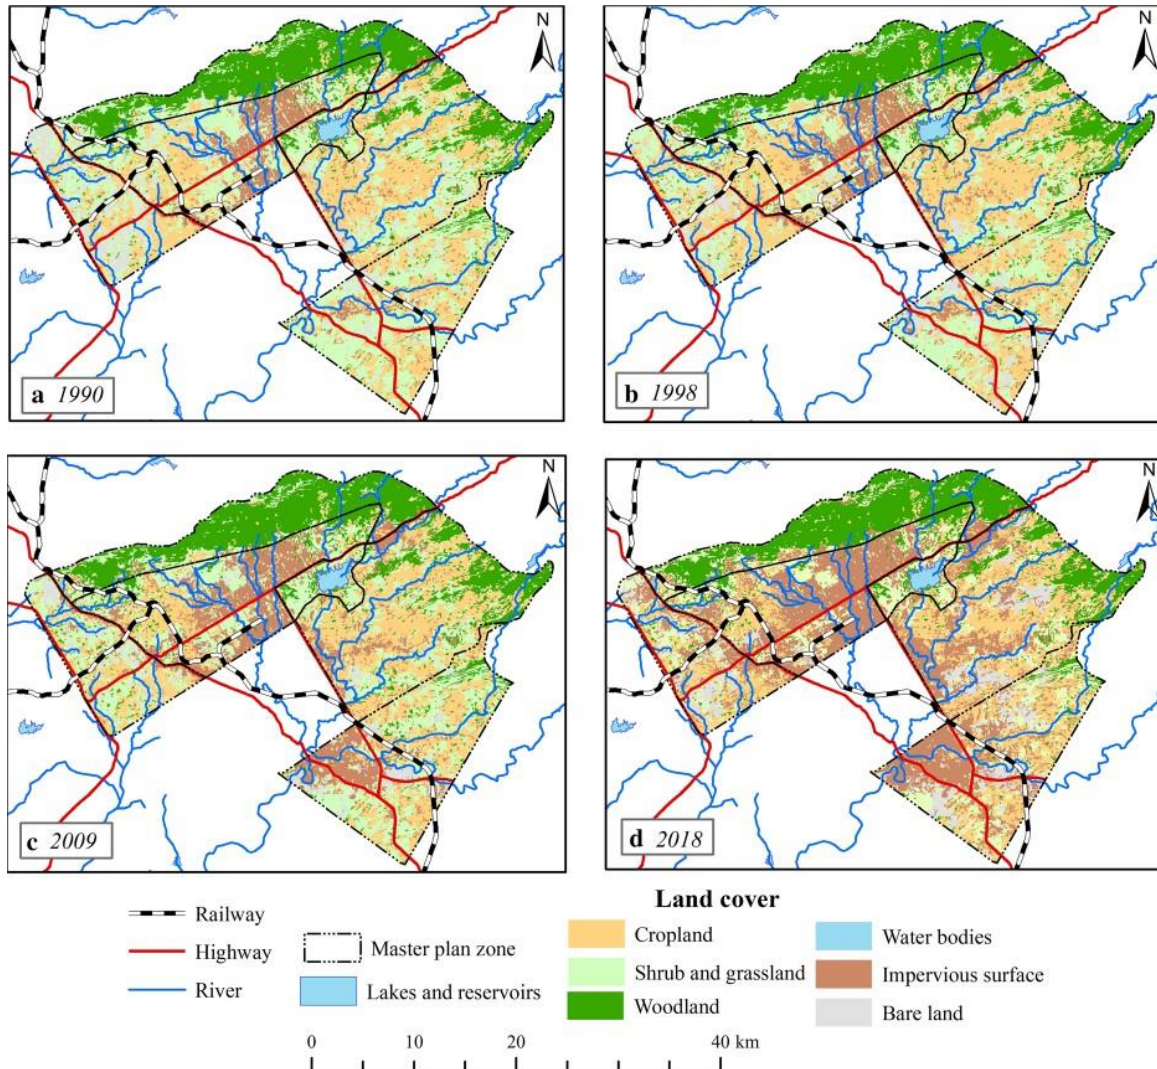 N
N
a 1990
b 1998
N
N
c 2009
d 2018
Land cover
Railway
Highway
River
Master plan zone
Lakes and reservoirs
Cropland
Shrub and grassland
Woodland
Water bodies
Impervious surface
Bare land
0 10 20 40 km